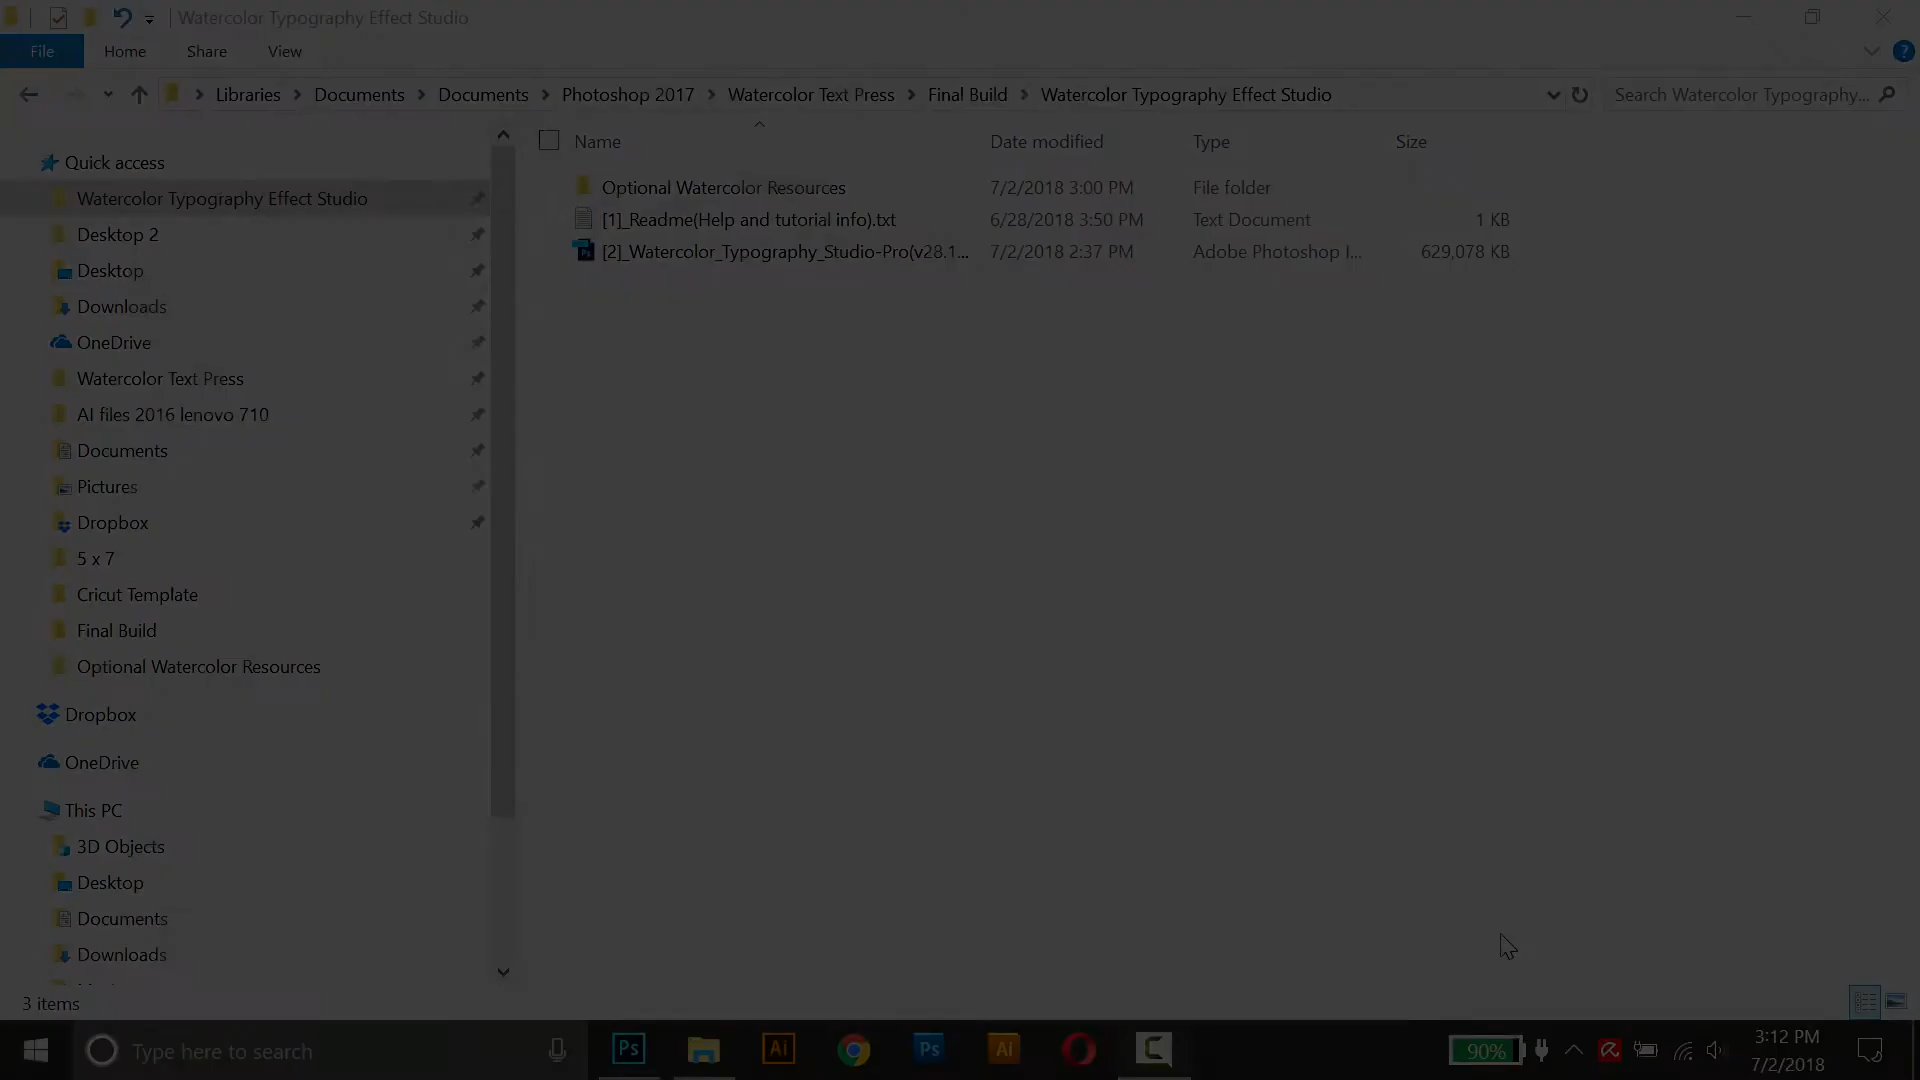 Watercolor Typography Effect Studio
File Home Share View
Libraries Documents Documents Photoshop 2017 Watercolor Text Press Final Build Watercolor Typography Effect Studio Search Watercolor Typography...
Name Date modified Type Size
Optional Watercolor Resources 7/2/2018 3:00 PM File folder
[1]_Readme(Help and tutorial info).txt 6/28/2018 3:50 PM Text Document 1 KB
[2]_Watercolor_Typography_Studio-Pro(v28.1... 7/2/2018 2:37 PM Adobe Photoshop I... 629,078 KB
Quick access
Watercolor Typography Effect Studio
Desktop 2
Desktop
Downloads
OneDrive
Watercolor Text Press
AI files 2016 lenovo 710
Documents
Pictures
Dropbox
5 x 7
Cricut Template
Final Build
Optional Watercolor Resources
Dropbox
OneDrive
This PC
3D Objects
Desktop
Documents
Downloads
3 items
Type here to search Ps Ai Ps Ai 90% 3:12 PM
7/2/2018